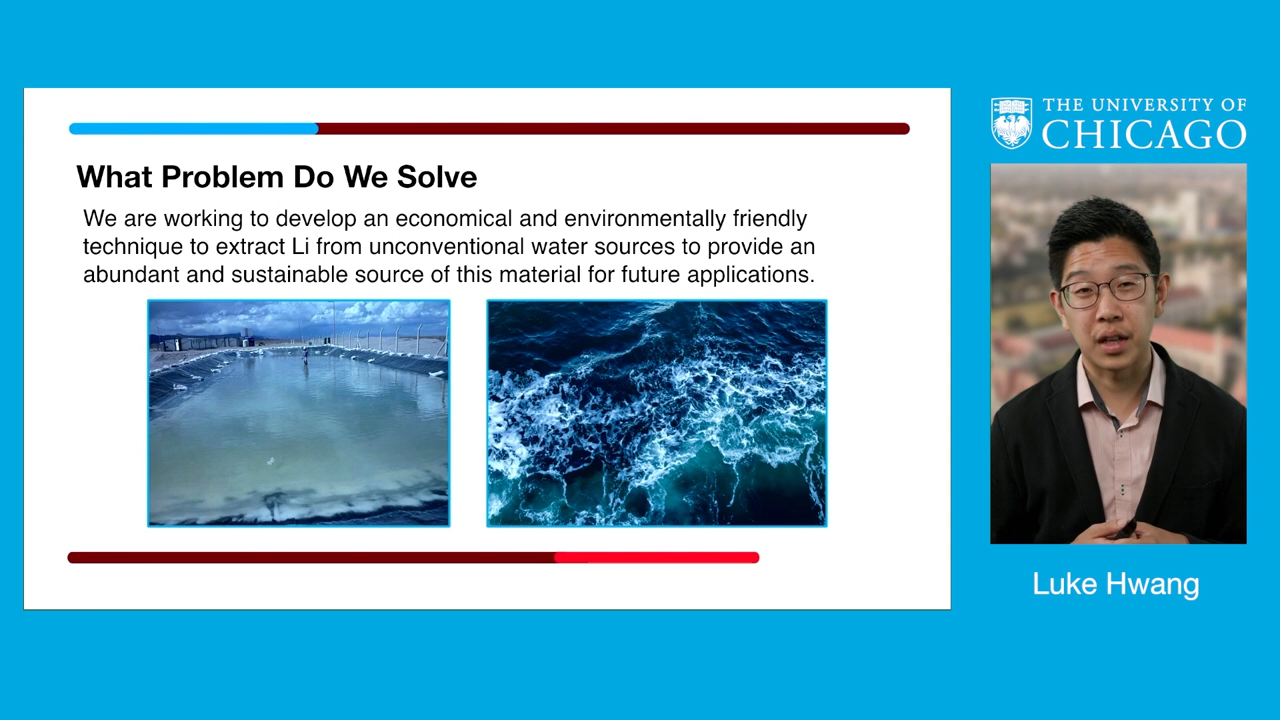 What Problem Do We Solve
We are working to develop an economical and environmentally friendly
technique to extract Li from unconventional water sources to provide an
abundant and sustainable source of this material for future applications.
THE UNIVERSITY OF
CHICAGO
Luke Hwang